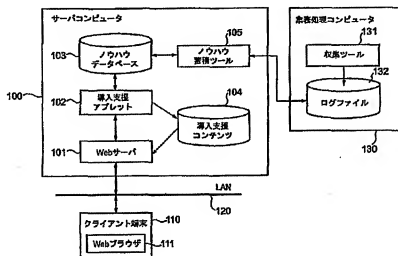 サーバコンピュータ
103
ノウハウ
データベース
105
ノウハウ
蓄積ツール
業務処理コンピュータ
131
収集ツール
132
ログファイル
130
100
102
導入支援
アプレット
104
導入支援
コンテンツ
101
Webサーバ
LAN
120
クライアント端末
110
Webブラウザ
111